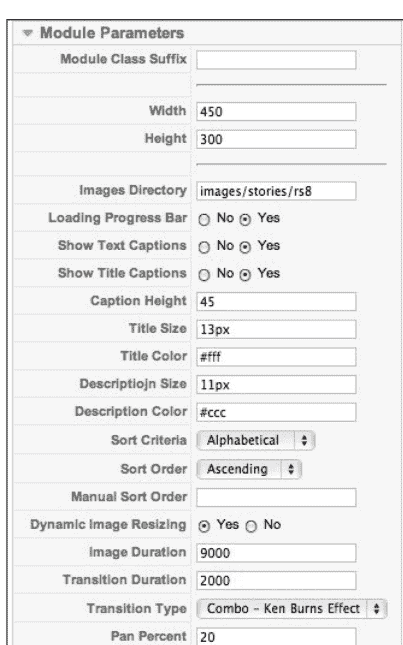 Module Parameters
Module Class Suffix
Width 450
Height 300
Images Directory images/stories/rs8
Loading Progress Bar No Yes
Show Text Captions No Yes
Show Title Captions No Yes
Caption Height 45
Title Size 13px
Title Color #fff
Descriptiojn Size 11px
Description Color #ccc
Sort Criteria Alphabetical
Sort Order Ascending
Manual Sort Order
Dynamic Image Resizing Yes No
Image Duration 9000
Transition Duration 2000
Transition Type Combo - Ken Burns Effect
Pan Percent 20